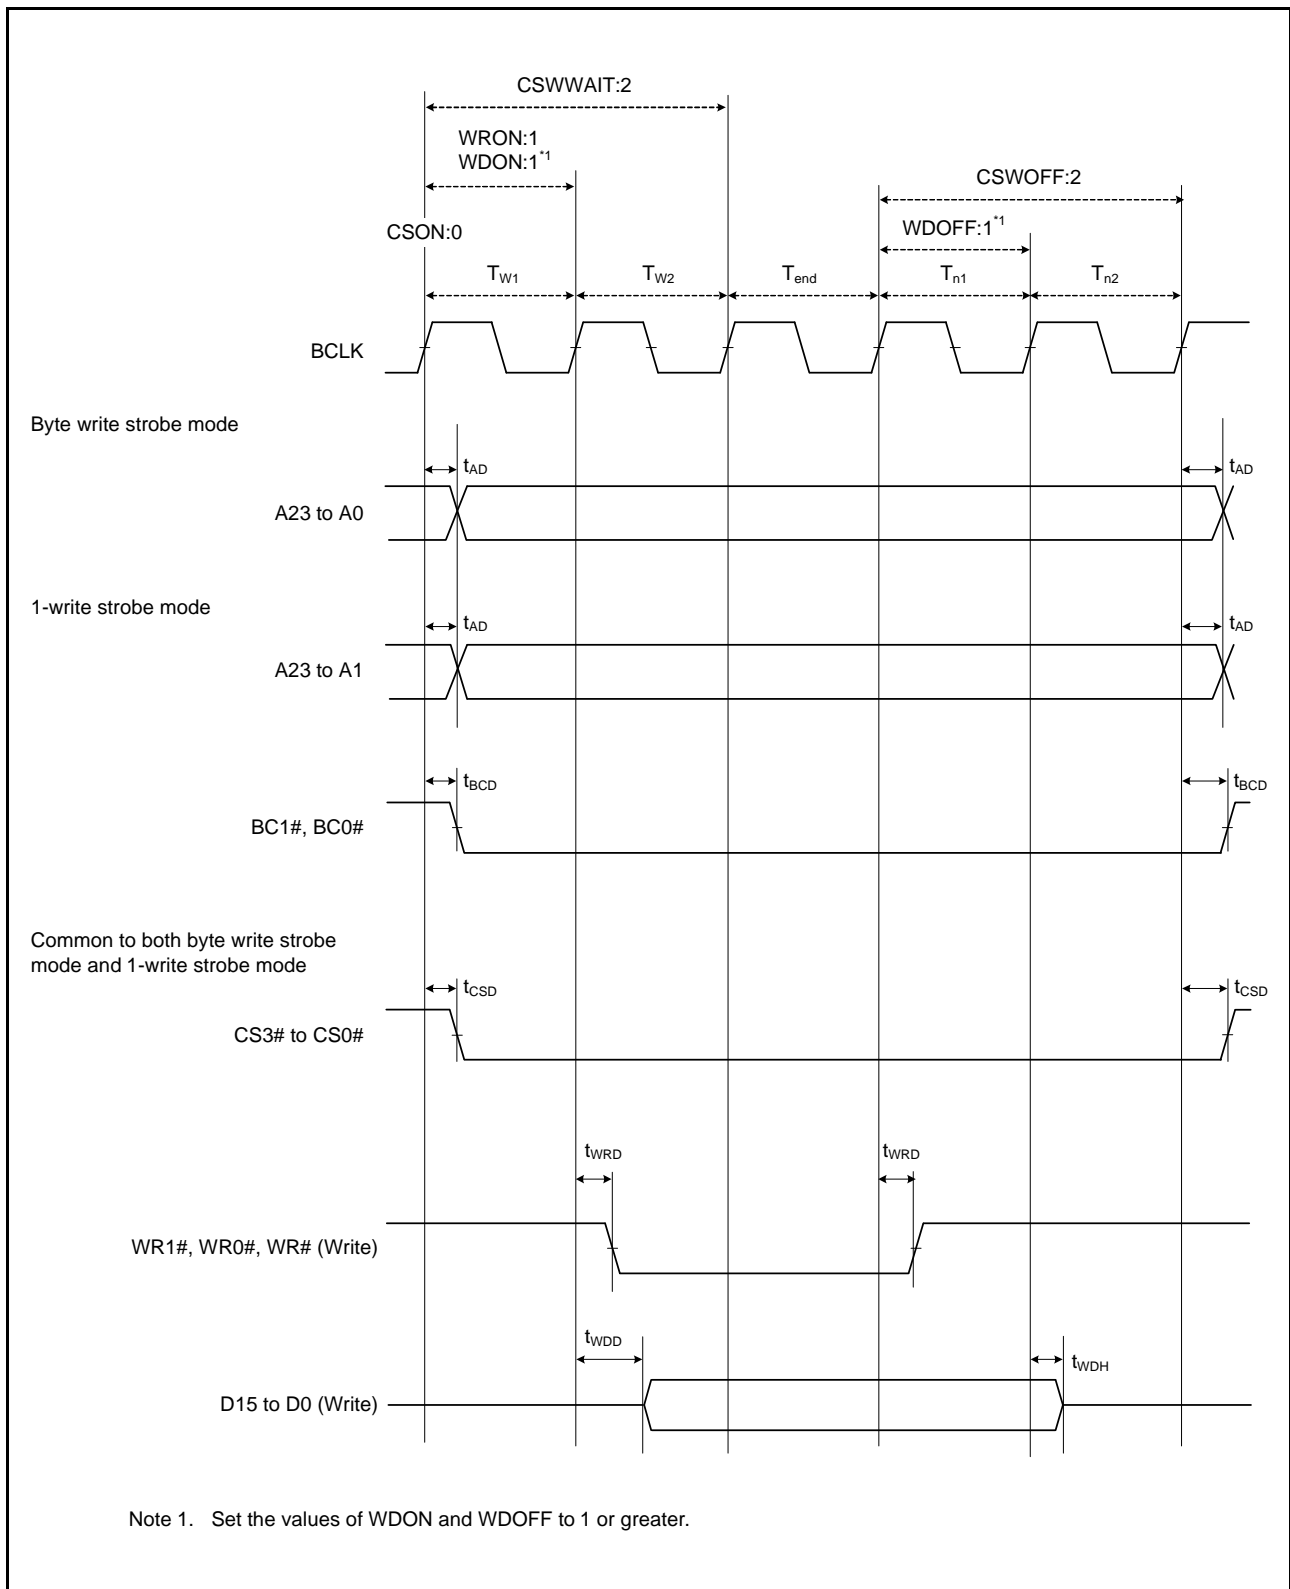 CSWWAIT:2
WRON:1
WDON:1*1
CSWOFF:2
CSON:0
WDOFF:1*1
TW1 TW2 Tend Tn1 Tn2
BCLK
Byte write strobe mode
tAD tAD
A23 to A0
1-write strobe mode
tAD tAD
A23 to A1
tBCD tBCD
BC1#, BC0#
Common to both byte write strobe
mode and 1-write strobe mode
tCSD tCSD
CS3# to CS0#
tWRD tWRD
WR1#, WR0#, WR# (Write)
tWDD tWDH
D15 to D0 (Write)
Note 1. Set the values of WDON and WDOFF to 1 or greater.